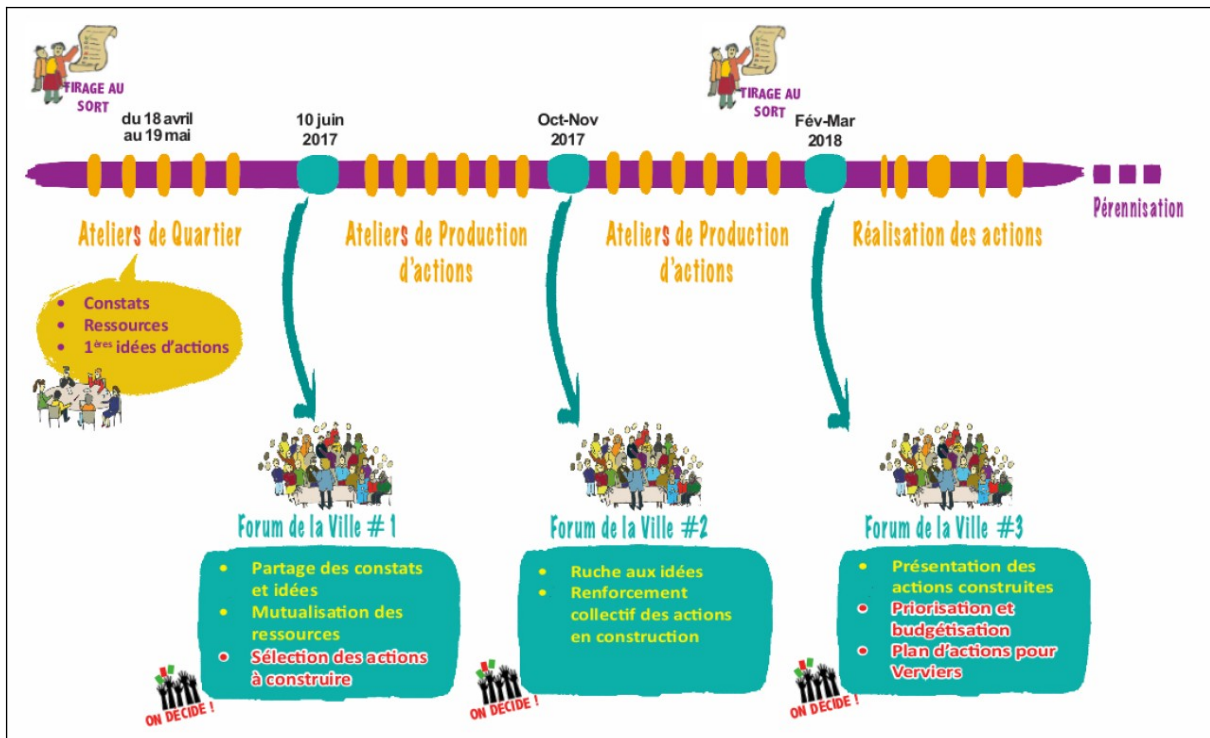 TIRAGE AU
SORT
TIRAGE AU
SORT
du 18 avril
au 19 mai
10 juin
2017
Oct-Nov
2017
Fév-Mar
2018
Pérennisation
Ateliers de Quartier
Ateliers de Production
d'actions
Ateliers de Production
d'actions
Réalisation des actions
• Constats
• Ressources
• 1ères idées d'actions
Forum de la Ville # 1
• Partage des constats
et idées
• Mutualisation des
ressources
• Sélection des actions
à construire
ON DECIDE !
Forum de la Ville #2
• Ruche aux idées
• Renforcement
collectif des actions
en construction
ON DECIDE !
Forum de la Ville #3
• Présentation des
actions construites
• Priorisation et
budgétisation
• Plan d'actions pour
Verviers
ON DECIDE !